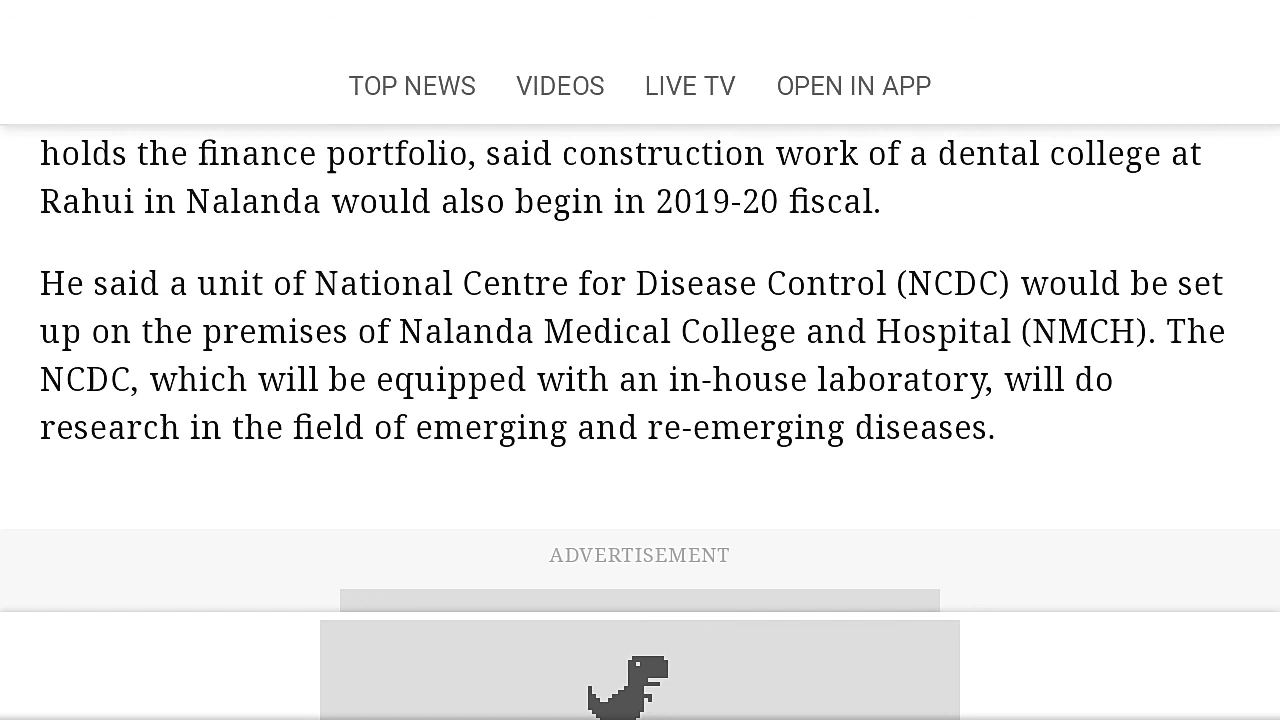 TOP NEWS VIDEOS LIVE TV OPEN IN APP
holds the finance portfolio, said construction work of a dental college at
Rahui in Nalanda would also begin in 2019-20 fiscal.
He said a unit of National Centre for Disease Control (NCDC) would be set
up on the premises of Nalanda Medical College and Hospital (NMCH). The
NCDC, which will be equipped with an in-house laboratory, will do
research in the field of emerging and re-emerging diseases.
ADVERTISEMENT